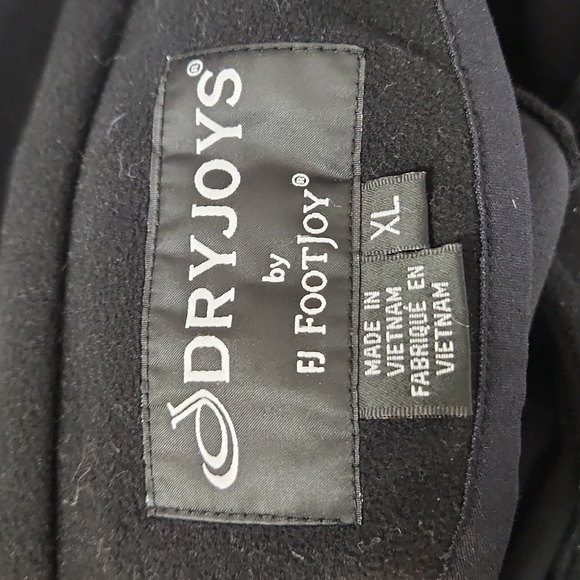 DRYJOYS®
by
FJ FOOTJOY®
XL
MADE IN
VIETNAM
FABRIQUÉ EN
VIETNAM